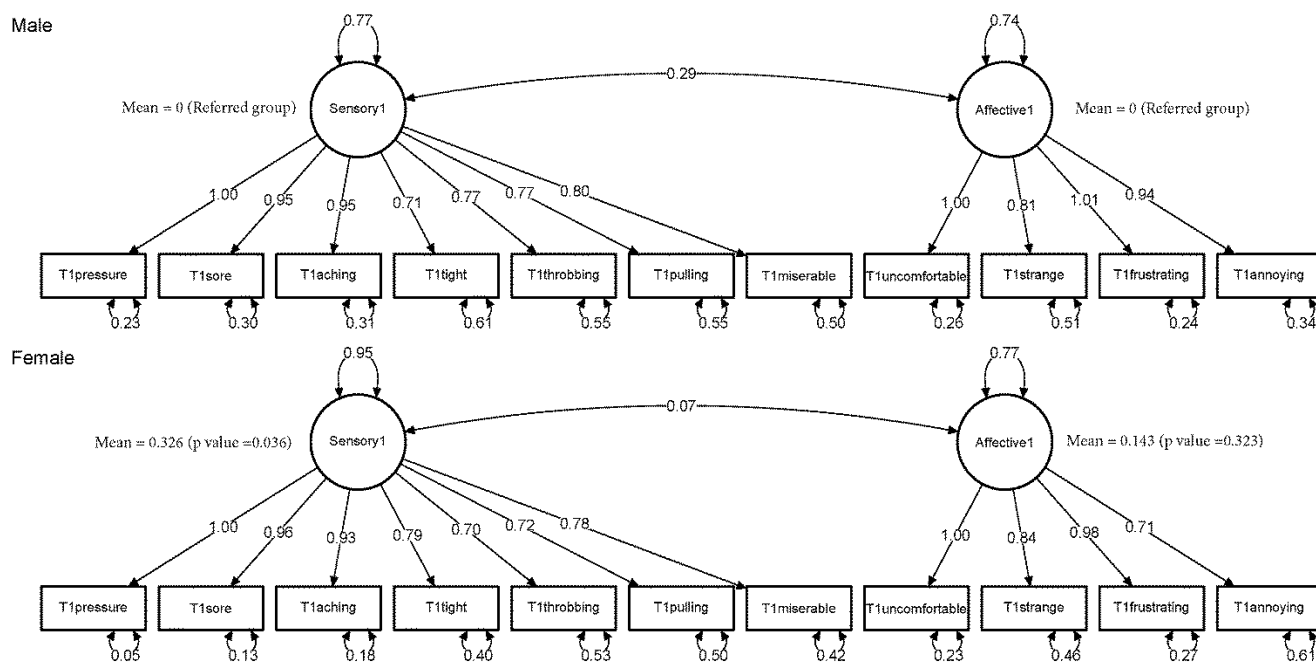 Male
0.77
0.74
0.29
Mean = 0 (Referred group)
Sensory1
Affective1
Mean = 0 (Referred group)
1.00
0.95
0.95
0.71
0.77
0.77
0.80
1.00
0.81
1.01
0.94
T1pressure
T1sore
T1aching
T1tight
T1throbbing
T1pulling
T1miserable
T1uncomfortable
T1strange
T1frustrating
T1annoying
0.23
0.30
0.31
0.61
0.55
0.55
0.50
0.26
0.51
0.24
0.34
Female
0.95
0.77
0.07
Mean = 0.326 (p value =0.036)
Sensory1
Affective1
Mean = 0.143 (p value =0.323)
1.00
0.96
0.93
0.79
0.70
0.72
0.78
1.00
0.84
0.98
0.71
T1pressure
T1sore
T1aching
T1tight
T1throbbing
T1pulling
T1miserable
T1uncomfortable
T1strange
T1frustrating
T1annoying
0.05
0.13
0.18
0.40
0.53
0.50
0.42
0.23
0.46
0.27
0.61